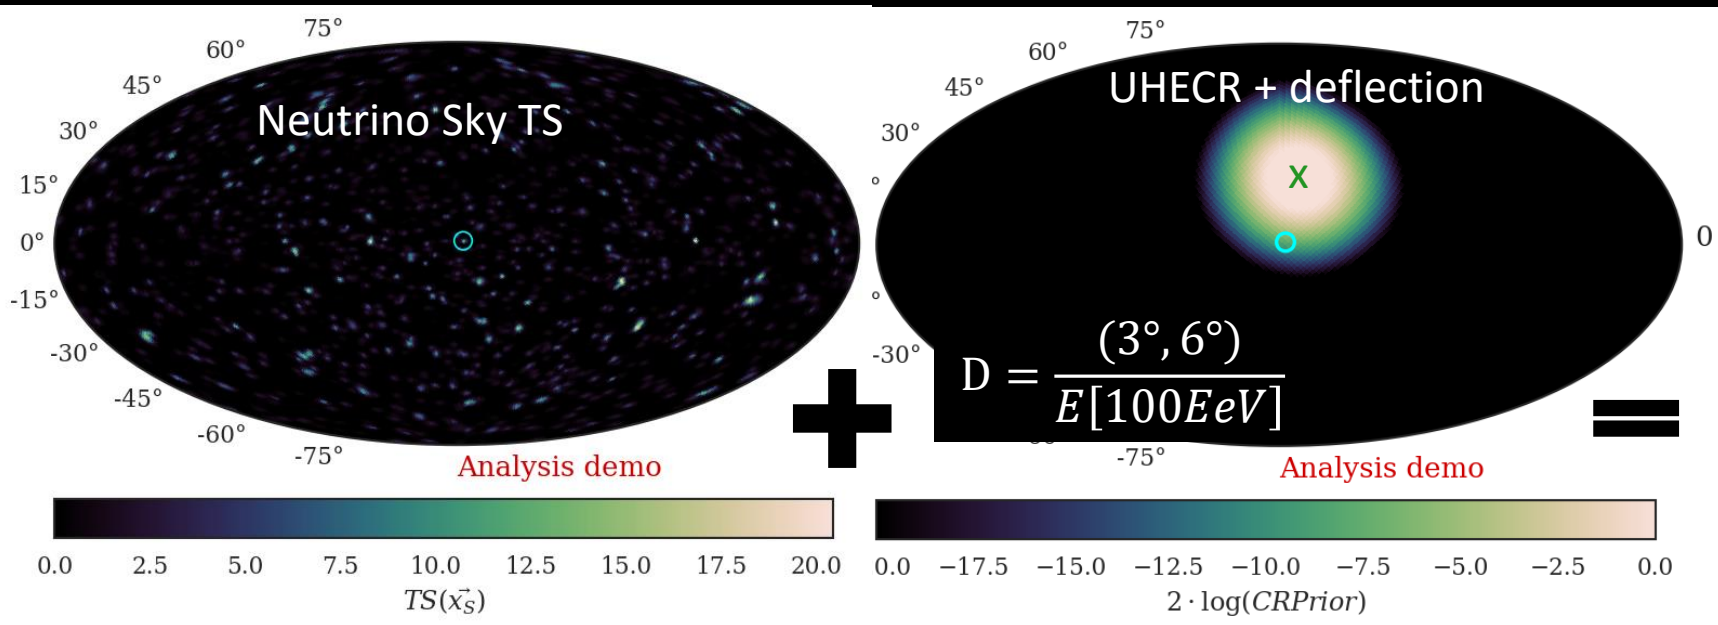 75°
60°
45°
30°
15°
0°
-15°
-30°
-45°
-60°
-75°
Neutrino Sky TS
Analysis demo
0.0 2.5 5.0 7.5 10.0 12.5 15.0 17.5 20.0
TS(x⃗_S)
+
75°
60°
45°
30°
°
°
-30°
-75°
0
UHECR + deflection
X
D = (3°, 6°) / E[100EeV]
Analysis demo
0.0 −17.5 −15.0 −12.5 −10.0 −7.5 −5.0 −2.5 0.0
2 · log(CRPrior)
=